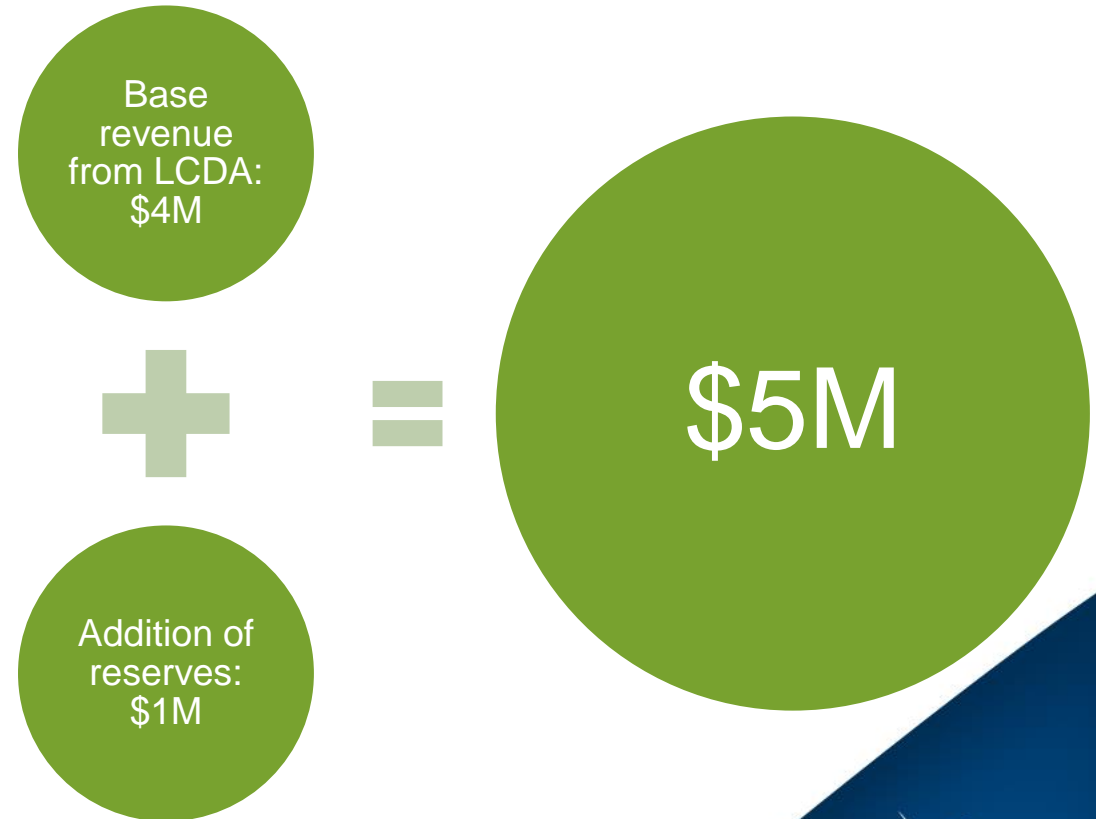 Base
revenue
from LCDA:
$4M
Addition of
reserves:
$1M
$5M